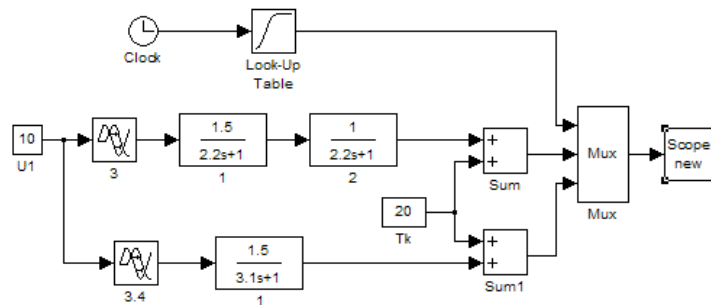 Clock
Look-Up
Table
10
U1
3
1.5
2.2s+1
1
1
2.2s+1
2
+
+
Sum
Mux
Mux
Scope
new
20
Tk
3.4
1.5
3.1s+1
1
+
+
Sum1